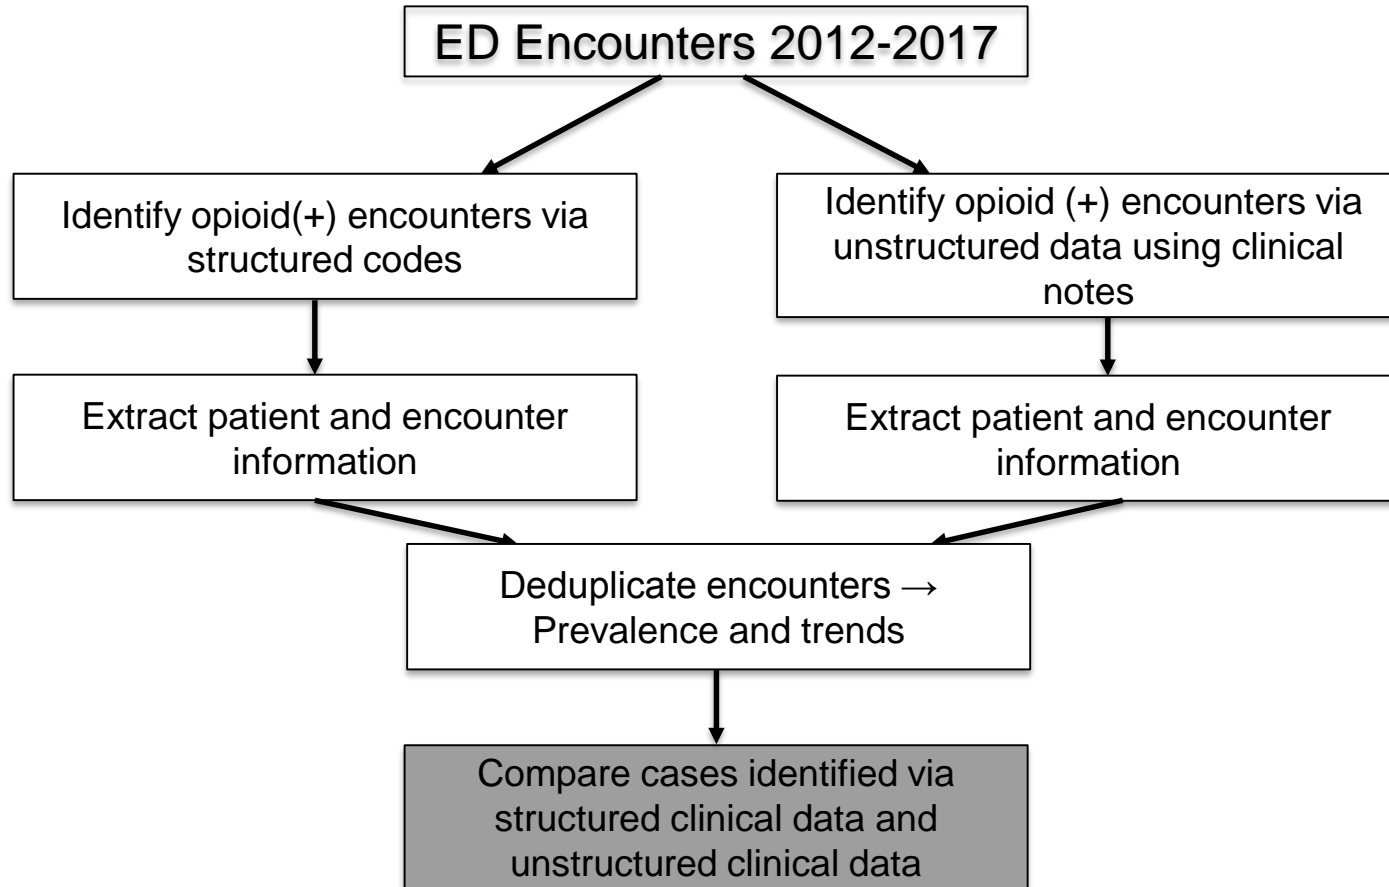 ED Encounters 2012-2017
Identify opioid(+) encounters via
structured codes
Identify opioid (+) encounters via
unstructured data using clinical
notes
Extract patient and encounter
information
Extract patient and encounter
information
Deduplicate encounters →
Prevalence and trends
Compare cases identified via
structured clinical data and
unstructured clinical data